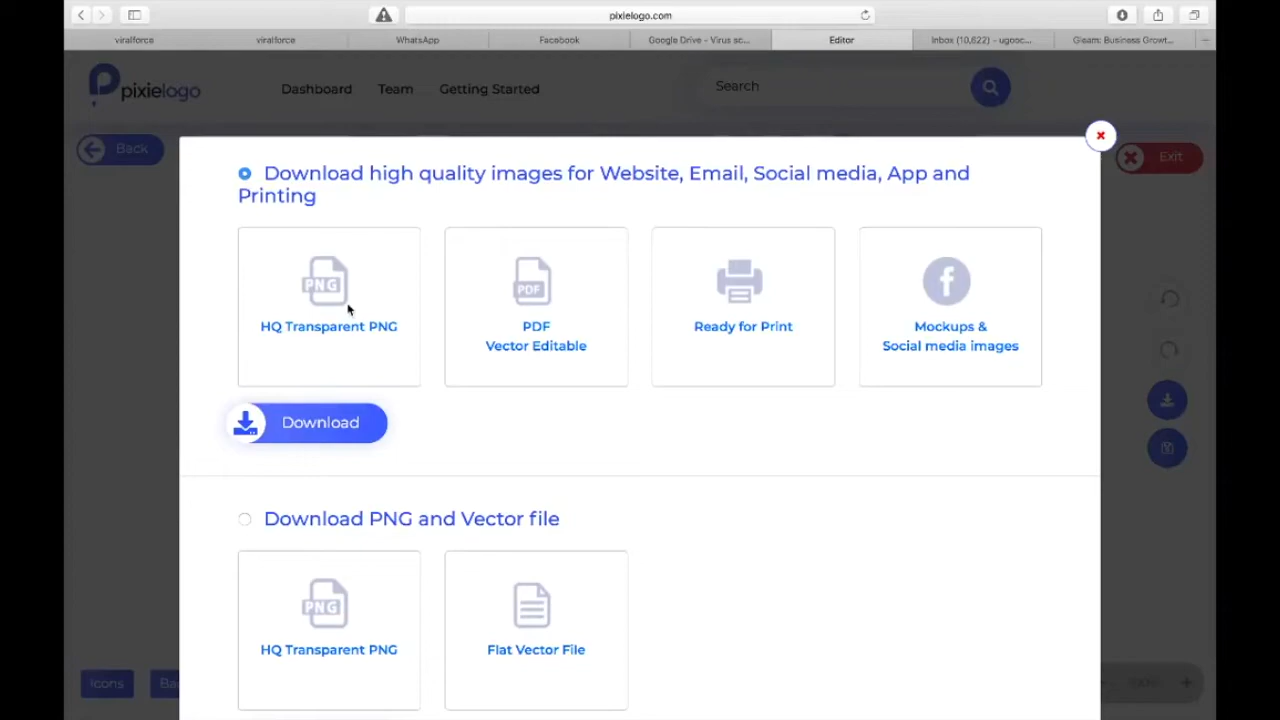 pixielogo.com
viralforce
viralforce
WhatsApp
Facebook
Google Drive - Virus sc...
Editor
Inbox (10,622) - ugooc...
Gleam: Business Growt...
pixielogo
Dashboard
Team
Getting Started
Search
Back
Exit
Download high quality images for Website, Email, Social media, App and
Printing
PNG
HQ Transparent PNG
PDF
PDF
Vector Editable
Ready for Print
f
Mockups &
Social media images
Download
Download PNG and Vector file
PNG
HQ Transparent PNG
Flat Vector File
Icons